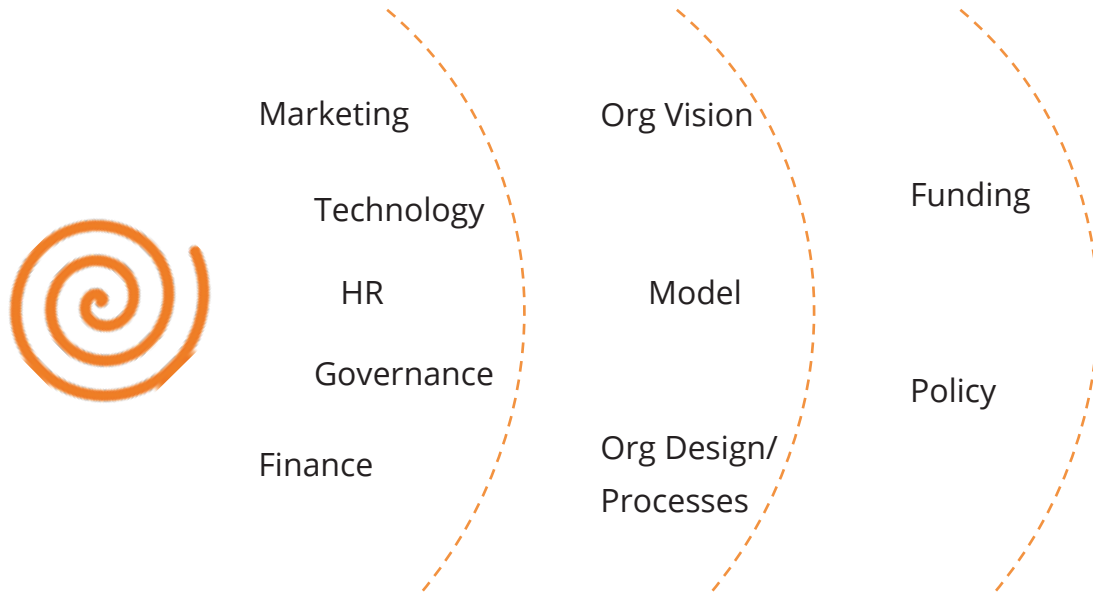 Marketing
Technology
HR
Governance
Finance
Org Vision
Model
Org Design/
Processes
Funding
Policy